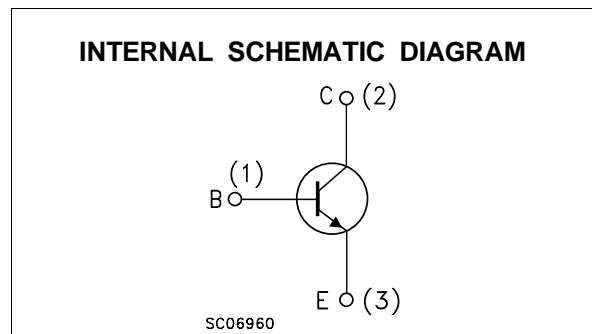 INTERNAL SCHEMATIC DIAGRAM
C (2)
(1)
B
E (3)
SC06960